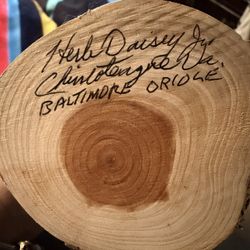 Herb Daisey Jr.
Chincoteague Va.
BALTIMORE ORIOLE